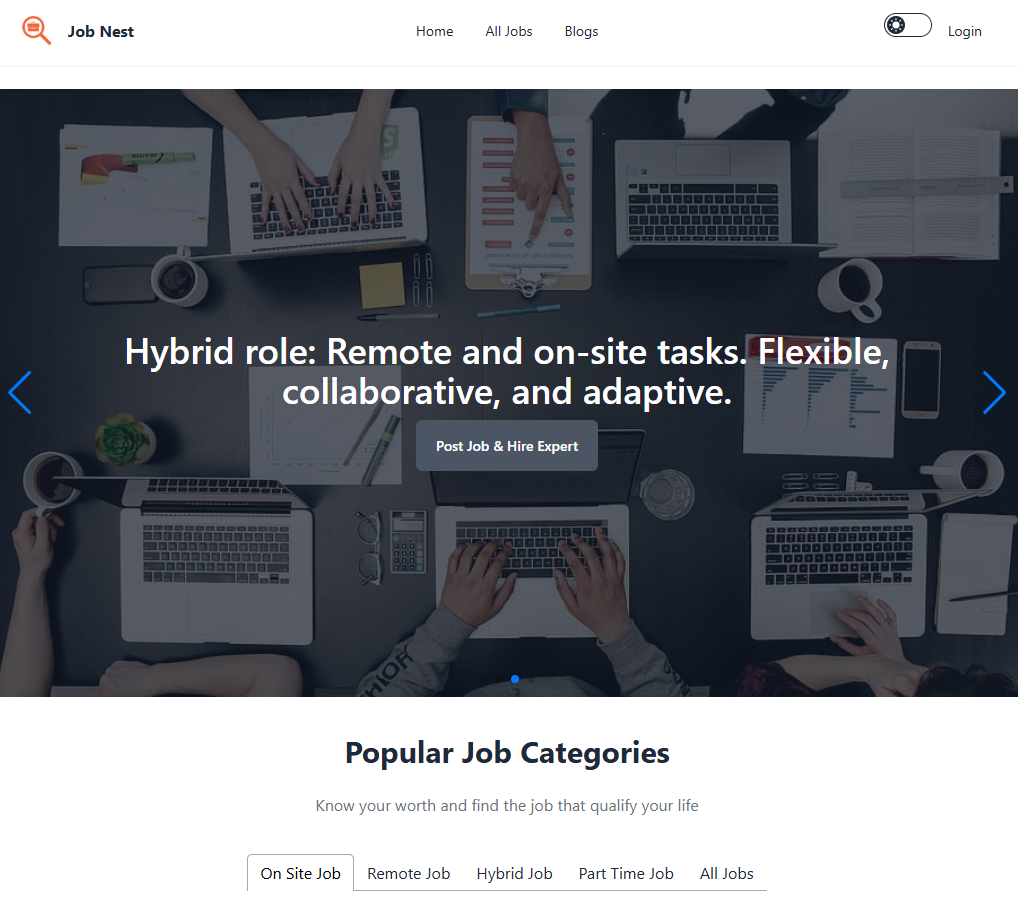 Job Nest
Home
All Jobs
Blogs
Login
Hybrid role: Remote and on-site tasks. Flexible,
collaborative, and adaptive.
Post Job & Hire Expert
Popular Job Categories
Know your worth and find the job that qualify your life
On Site Job
Remote Job
Hybrid Job
Part Time Job
All Jobs